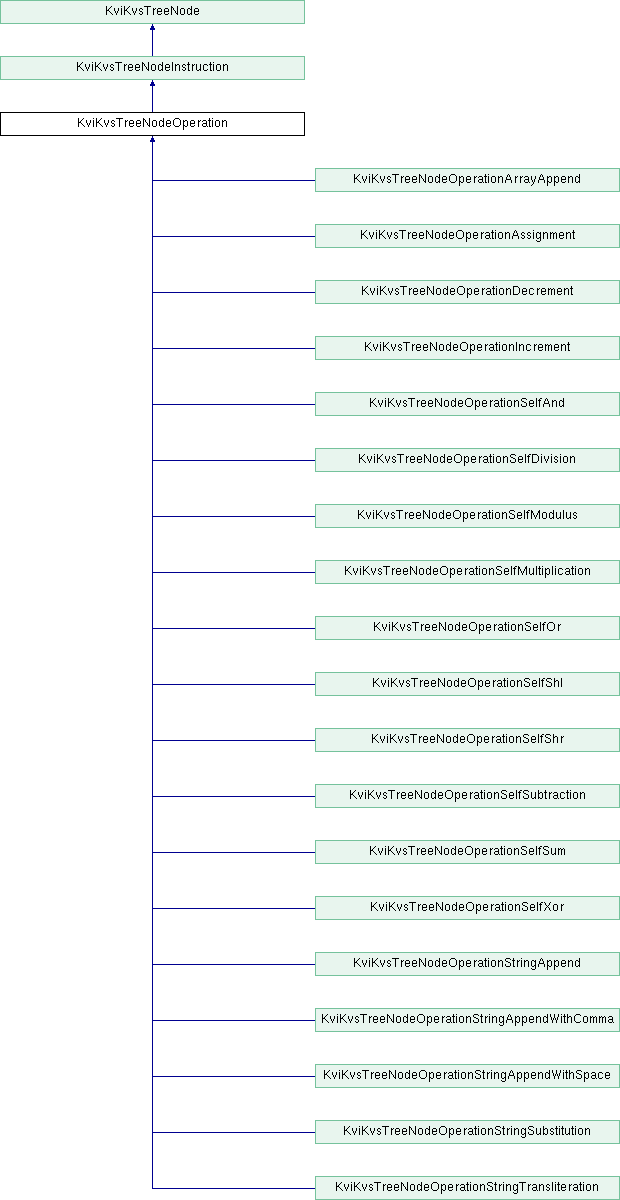 KviKvsTreeNode
KviKvsTreeNodeInstruction
KviKvsTreeNodeOperation
KviKvsTreeNodeOperationArrayAppend
KviKvsTreeNodeOperationAssignment
KviKvsTreeNodeOperationDecrement
KviKvsTreeNodeOperationIncrement
KviKvsTreeNodeOperationSelfAnd
KviKvsTreeNodeOperationSelfDivision
KviKvsTreeNodeOperationSelfModulus
KviKvsTreeNodeOperationSelfMultiplication
KviKvsTreeNodeOperationSelfOr
KviKvsTreeNodeOperationSelfShl
KviKvsTreeNodeOperationSelfShr
KviKvsTreeNodeOperationSelfSubtraction
KviKvsTreeNodeOperationSelfSum
KviKvsTreeNodeOperationSelfXor
KviKvsTreeNodeOperationStringAppend
KviKvsTreeNodeOperationStringAppendWithComma
KviKvsTreeNodeOperationStringAppendWithSpace
KviKvsTreeNodeOperationStringSubstitution
KviKvsTreeNodeOperationStringTransliteration